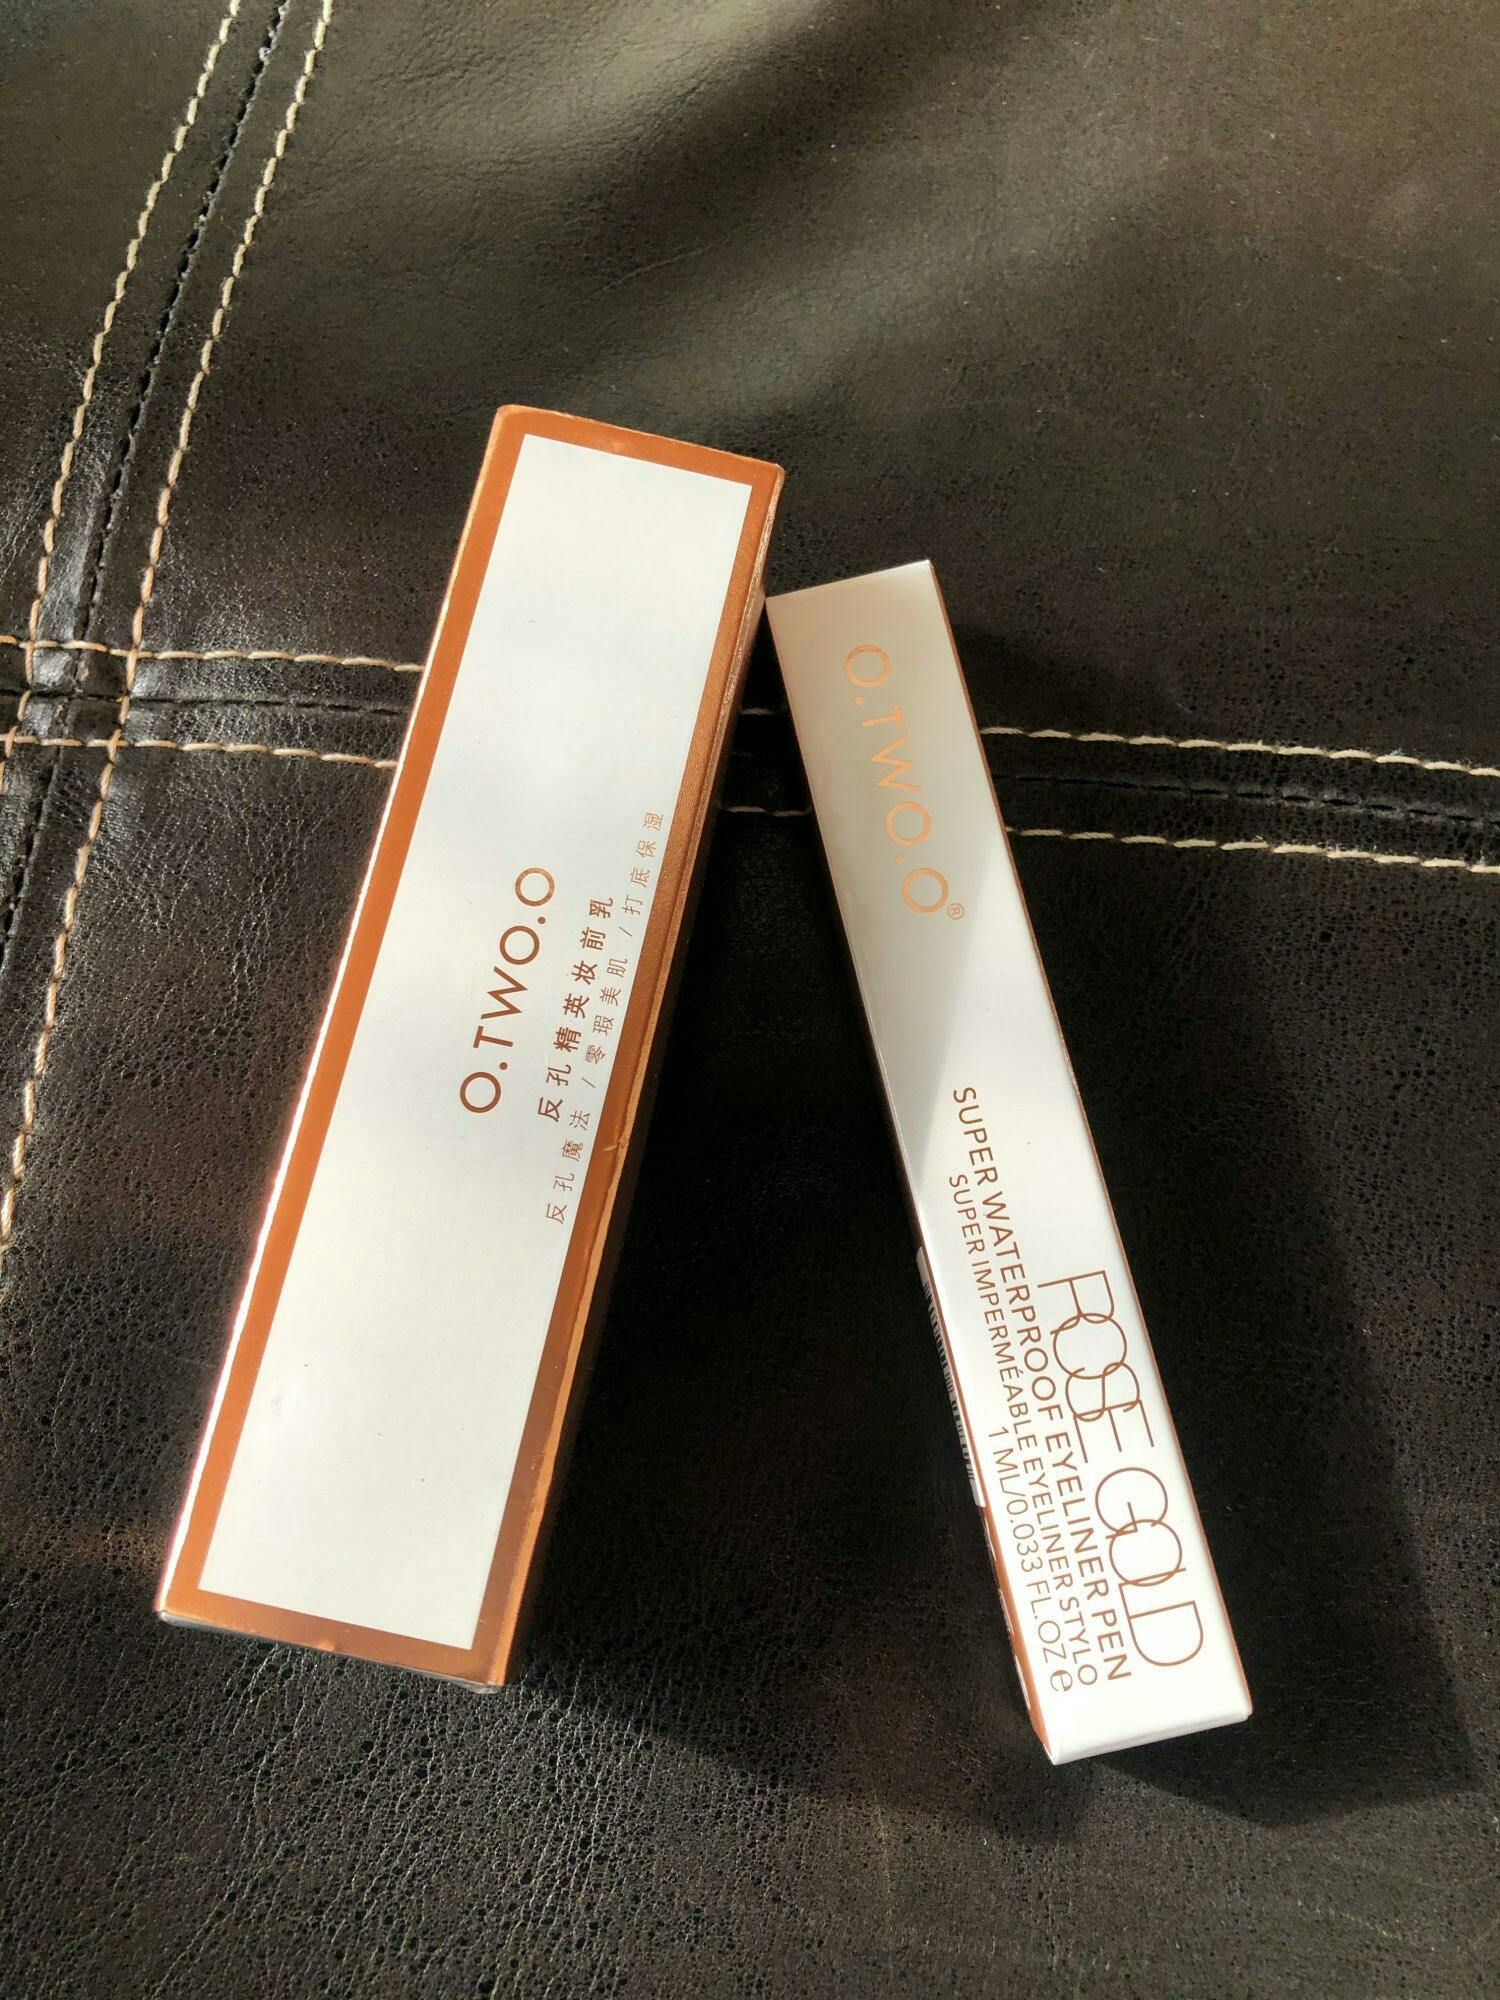 O.TWO.O
反孔精英妆前乳
反孔魔法 / 零瑕美肌 / 打底保湿
O.TWO.O®
ROSE GOLD
SUPER WATERPROOF EYELINER PEN
SUPER IMPERMÉABLE EYELINER STYLO
1 ML/0.033 FL.OZ e